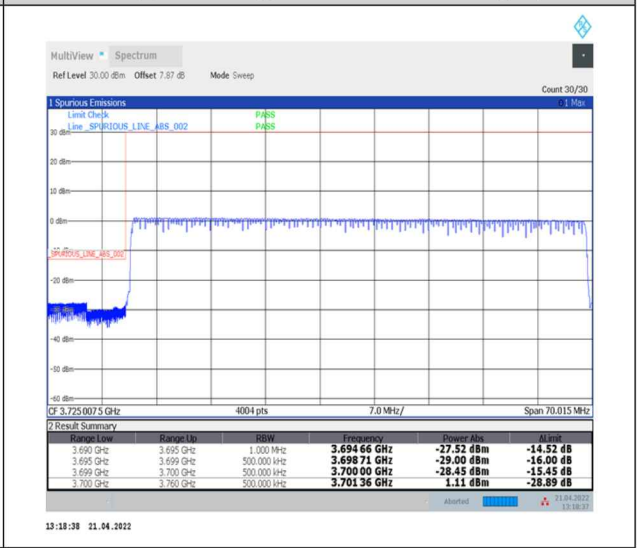 MultiView Spectrum
Ref Level 30.00 dBm Offset 7.87 dB Mode Sweep
Count 30/30
1 Spurious Emissions 1 Max
Limit Check PASS
Line _SPURIOUS_LINE_ABS_002 PASS
30 dBm
20 dBm
10 dBm
0 dBm
_SPURIOUS_LINE_ABS_002
-20 dBm
-40 dBm
-50 dBm
-60 dBm
CF 3.725 007 5 GHz 4004 pts 7.0 MHz/ Span 70.015 MHz
2 Result Summary
Range Low Range Up RBW Frequency Power Abs ΔLimit
3.690 GHz 3.695 GHz 1.000 MHz 3.694 66 GHz -27.52 dBm -14.52 dB
3.695 GHz 3.699 GHz 500.000 kHz 3.698 71 GHz -29.00 dBm -16.00 dB
3.699 GHz 3.700 GHz 500.000 kHz 3.700 00 GHz -28.45 dBm -15.45 dB
3.700 GHz 3.760 GHz 500.000 kHz 3.701 36 GHz 1.11 dBm -28.89 dB
Aborted 21.04.2022
13:18:37
13:18:38 21.04.2022